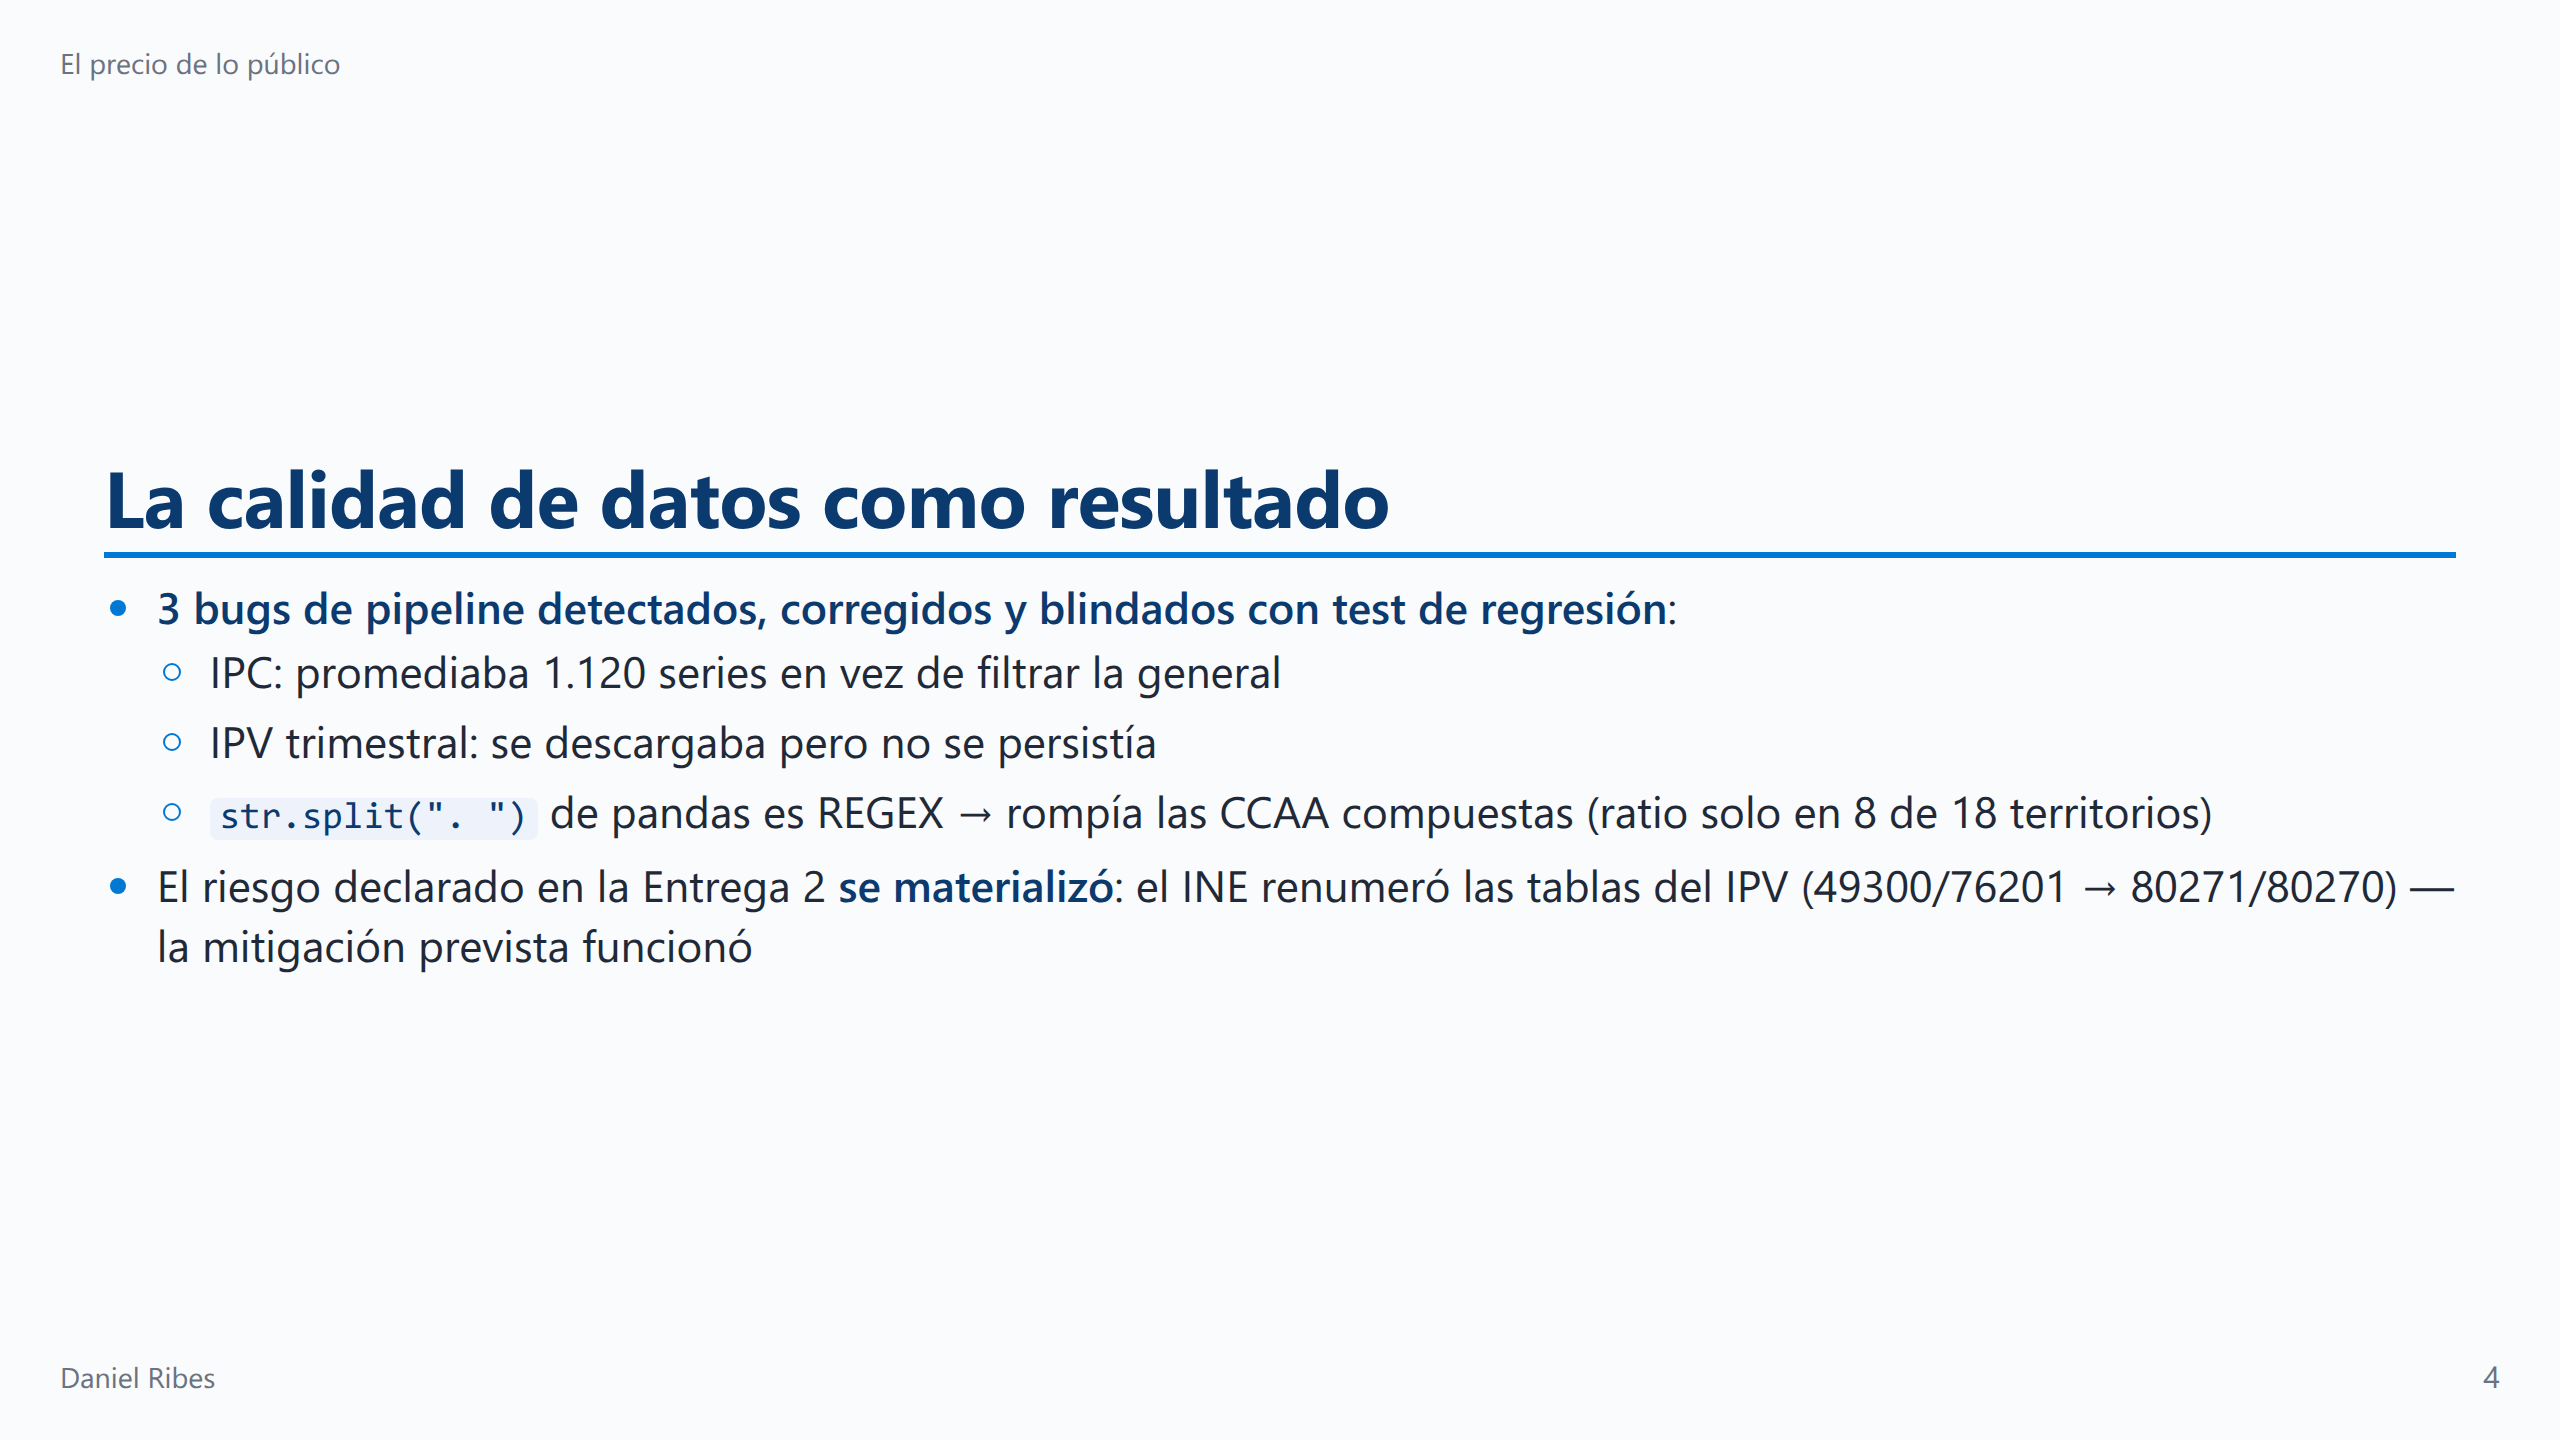 El precio de lo público
La calidad de datos como resultado
3 bugs de pipeline detectados, corregidos y blindados con test de regresión:
IPC: promediaba 1.120 series en vez de filtrar la general
IPV trimestral: se descargaba pero no se persistía
str.split(". ") de pandas es REGEX → rompía las CCAA compuestas (ratio solo en 8 de 18 territorios)
El riesgo declarado en la Entrega 2 se materializó: el INE renumeró las tablas del IPV (49300/76201 → 80271/80270) —
la mitigación prevista funcionó
Daniel Ribes
4